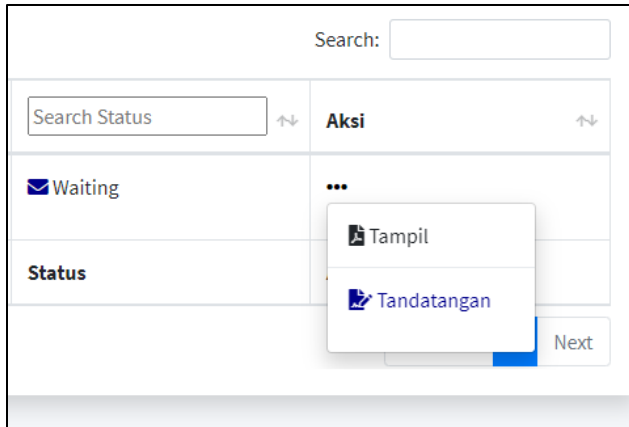 Search:
Search Status
Aksi
Waiting
•••
Tampil
Status
Tandatangan
Next